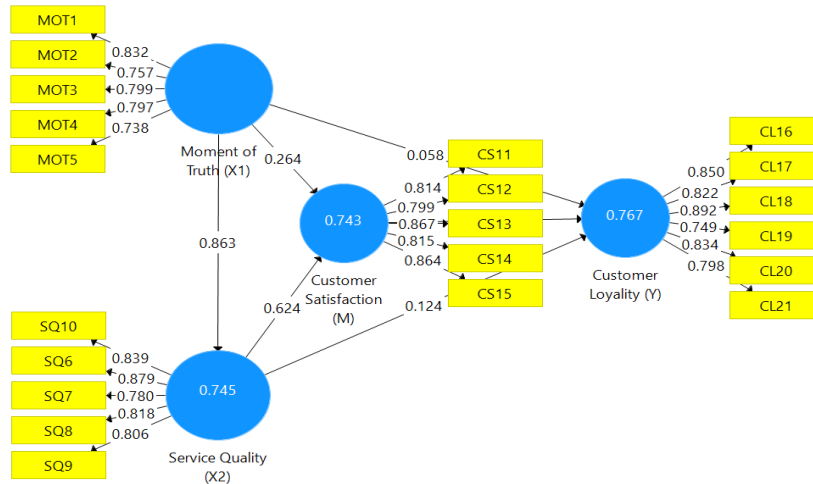 MOT1
MOT2
MOT3
MOT4
MOT5
0.832
0.757
0.799
0.797
0.738
Moment of
Truth (X1)
0.264
0.058
0.863
CS11
CS12
CS13
CS14
CS15
0.814
0.799
0.867
0.815
0.864
0.743
Customer
Satisfaction
(M)
0.624
0.124
CL16
CL17
CL18
CL19
CL20
CL21
0.850
0.822
0.892
0.749
0.834
0.798
0.767
Customer
Loyality (Y)
SQ10
SQ6
SQ7
SQ8
SQ9
0.839
0.879
0.780
0.818
0.806
0.745
Service Quality
(X2)